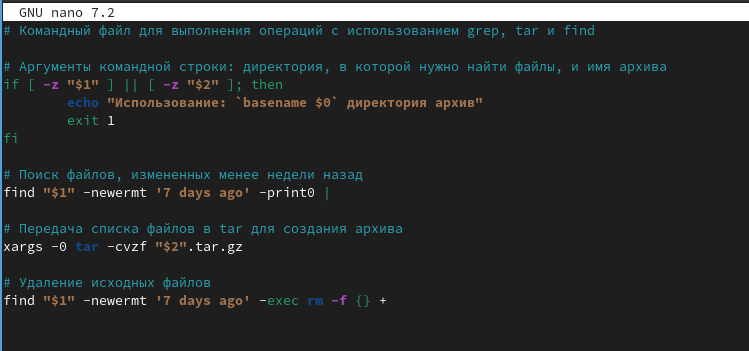 GNU nano 7.2
# Командный файл для выполнения операций с использованием grep, tar и find
# Аргументы командной строки: директория, в которой нужно найти файлы, и имя архива
if [ -z "$1" ] || [ -z "$2" ]; then
echo "Использование: `basename $0` директория архив"
exit 1
fi
# Поиск файлов, измененных менее недели назад
find "$1" -newermt '7 days ago' -print0 |
# Передача списка файлов в tar для создания архива
xargs -0 tar -cvzf "$2".tar.gz
# Удаление исходных файлов
find "$1" -newermt '7 days ago' -exec rm -f {} +